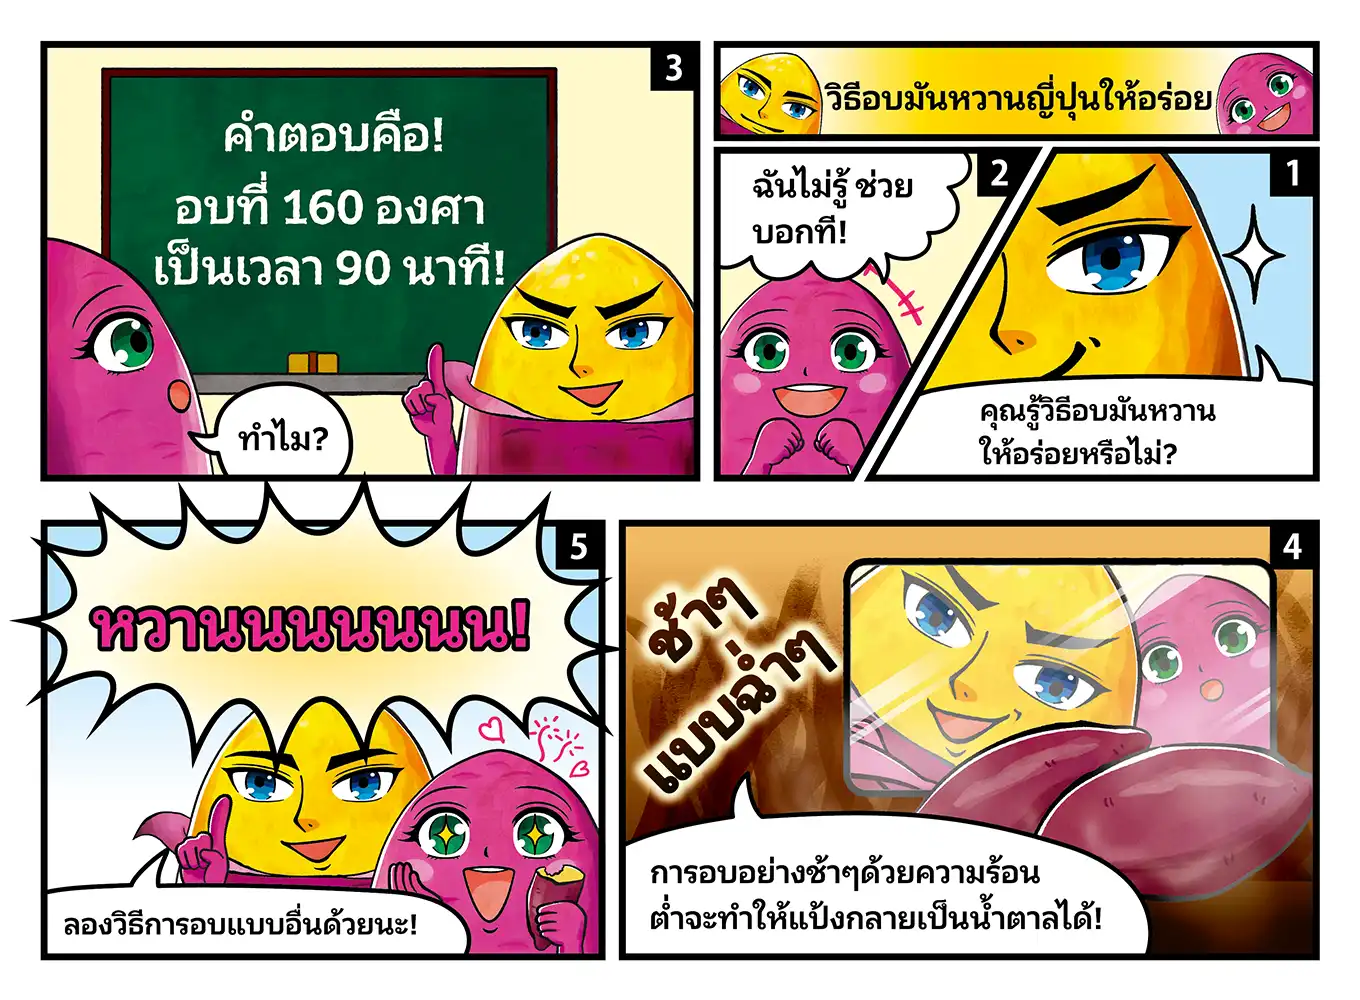 วิธีอบมันหวานญี่ปุ่นให้อร่อย
1
คุณรู้วิธีอบมันหวาน
ให้อร่อยหรือไม่?
2
ฉันไม่รู้ ช่วย
บอกที!
3
คำตอบคือ!
อบที่ 160 องศา
เป็นเวลา 90 นาที!
ทำไม?
4
ช้าๆ
แบบฉ่ำๆ
การอบอย่างช้าๆด้วยความร้อน
ต่ำจะทำให้แป้งกลายเป็นน้ำตาลได้!
5
หวานนนนนนน!
ลองวิธีการอบแบบอื่นด้วยนะ!